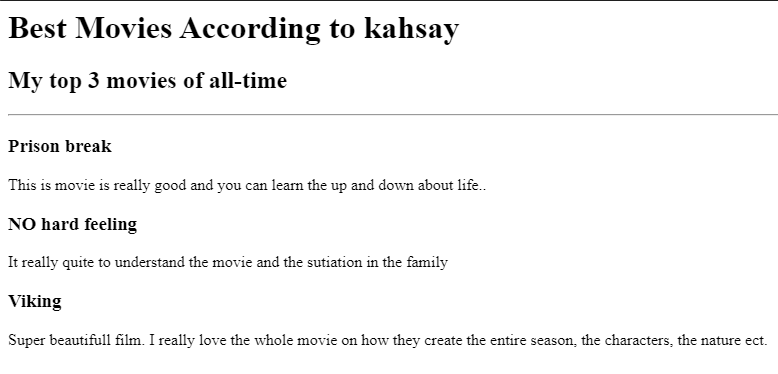 Best Movies According to kahsay
My top 3 movies of all-time
Prison break
This is movie is really good and you can learn the up and down about life..
NO hard feeling
It really quite to understand the movie and the sutiation in the family
Viking
Super beautifull film. I really love the whole movie on how they create the entire season, the characters, the nature ect.